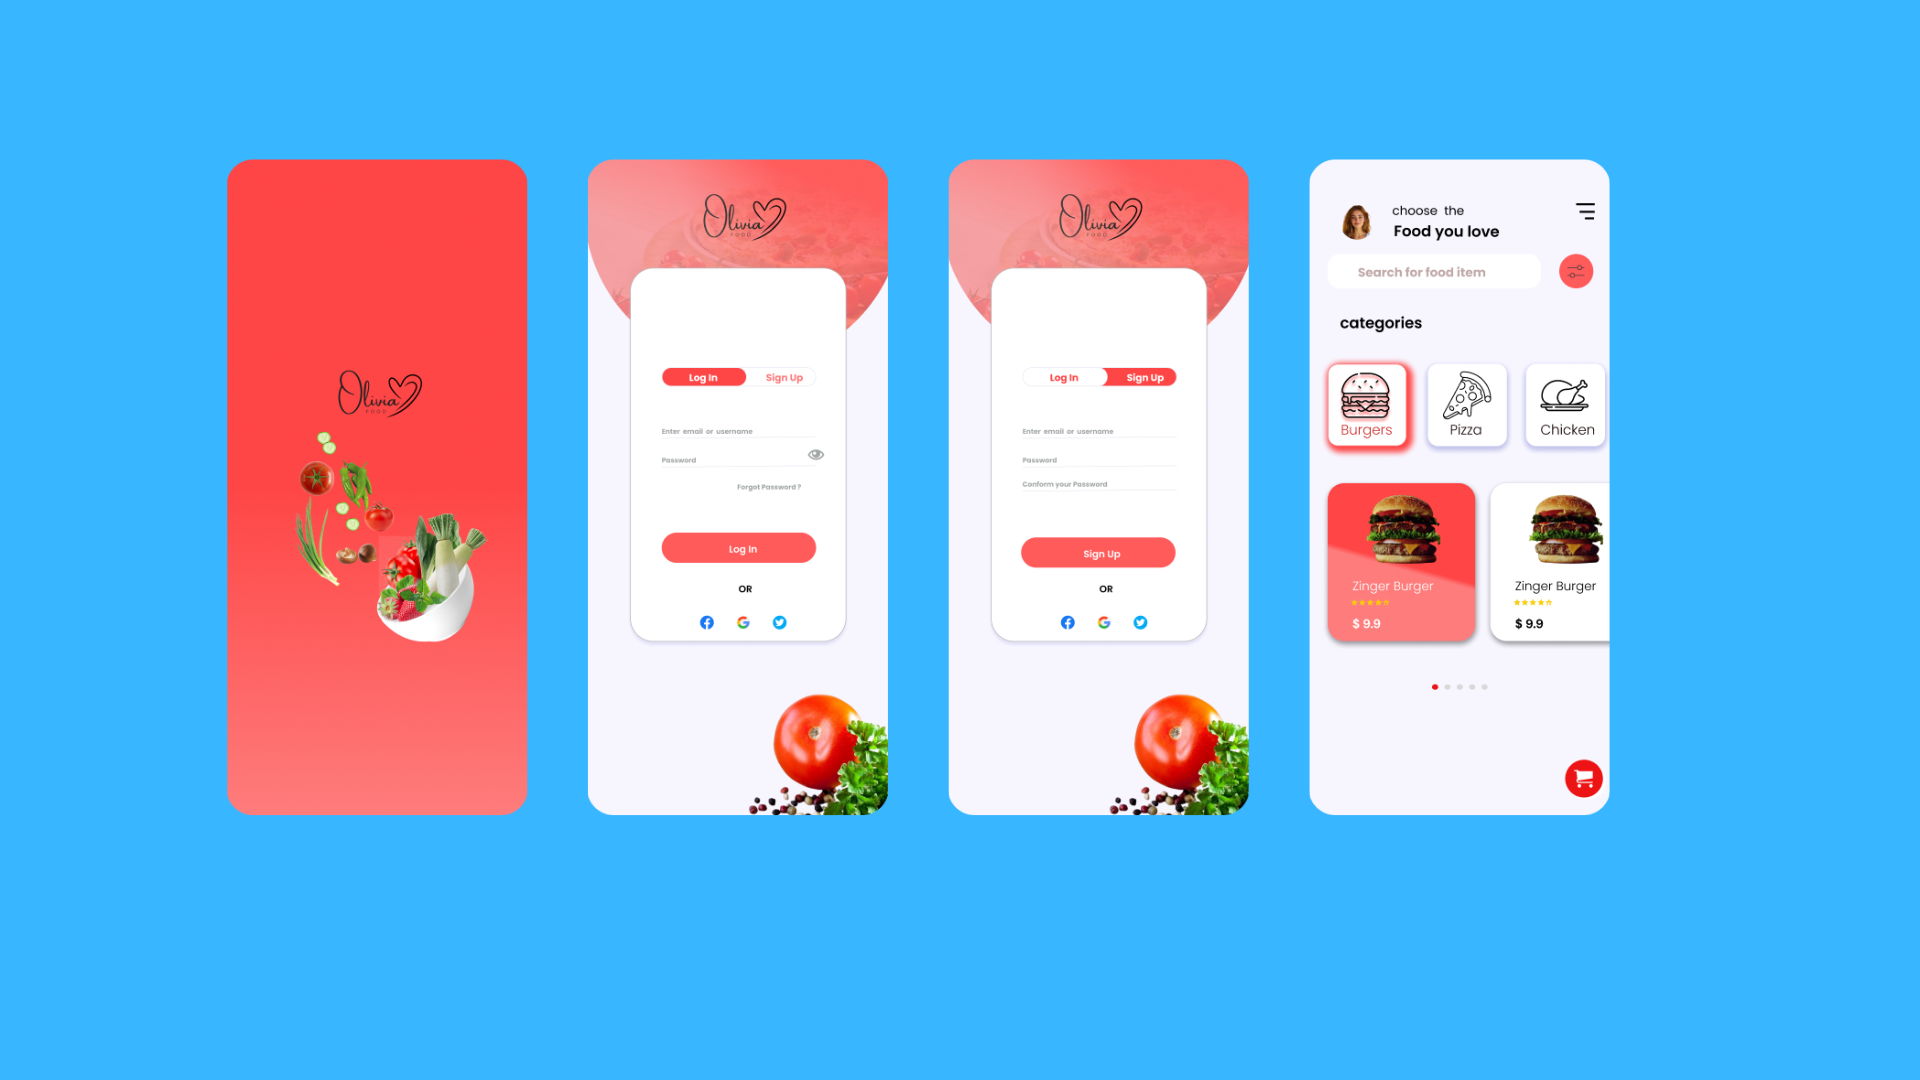 Olivia
FOOD
Olivia
FOOD
Log In Sign Up
Enter email or username
Password
Forgot Password ?
Log In
OR
Olivia
FOOD
Log In Sign Up
Enter email or username
Password
Conform your Password
Sign Up
OR
choose the
Food you love
Search for food item
categories
Burgers Pizza Chicken
Zinger Burger Zinger Burger
$ 9.9 $ 9.9